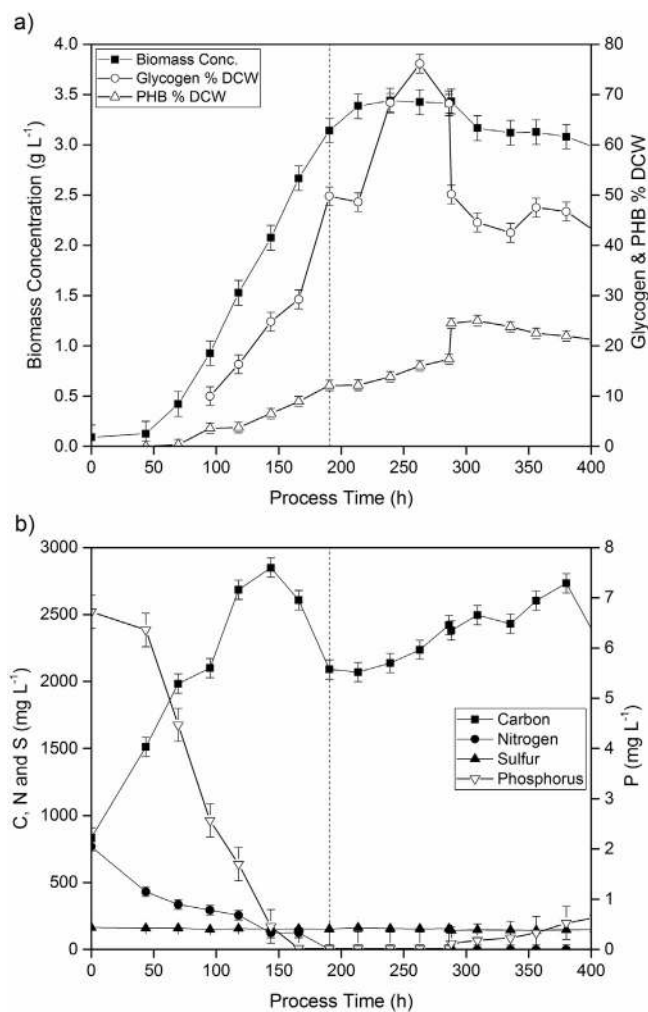 a)
Biomass Conc.
Glycogen % DCW
PHB % DCW
4.0
3.5
3.0
2.5
2.0
1.5
1.0
0.5
0.0
Biomass Concentration (g L⁻¹)
80
70
60
50
40
30
20
10
0
Glycogen & PHB % DCW
0 50 100 150 200 250 300 350 400
Process Time (h)
b)
3000
2500
2000
1500
1000
500
0
C, N and S (mg L⁻¹)
Carbon
Nitrogen
Sulfur
Phosphorus
8
7
6
5
4
3
2
1
0
P (mg L⁻¹)
0 50 100 150 200 250 300 350 400
Process Time (h)